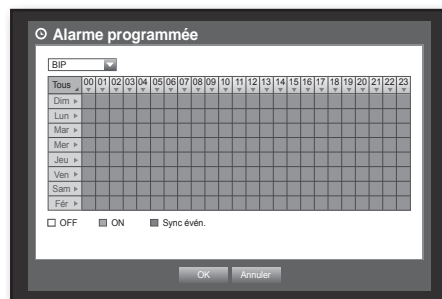 Alarme programmée
BIP
Tous 00 01 02 03 04 05 06 07 08 09 10 11 12 13 14 15 16 17 18 19 20 21 22 23
Dim
Lun
Mar
Mer
Jeu
Ven
Sam
Fér
OFF ON Sync évén.
OK Annuler